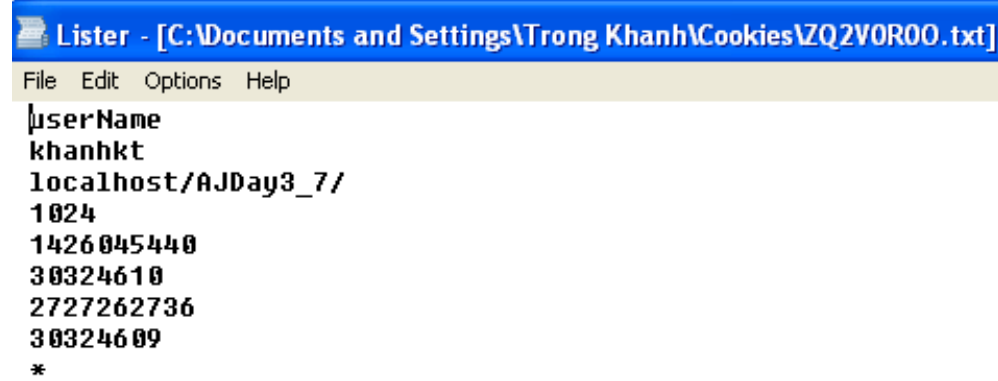 Lister - [C:\Documents and Settings\Trong Khanh\Cookies\ZQ2V0R0O.txt]
File Edit Options Help
userName
khanhkt
localhost/AJDay3_7/
1024
1426045440
30324610
2727262736
30324609
*